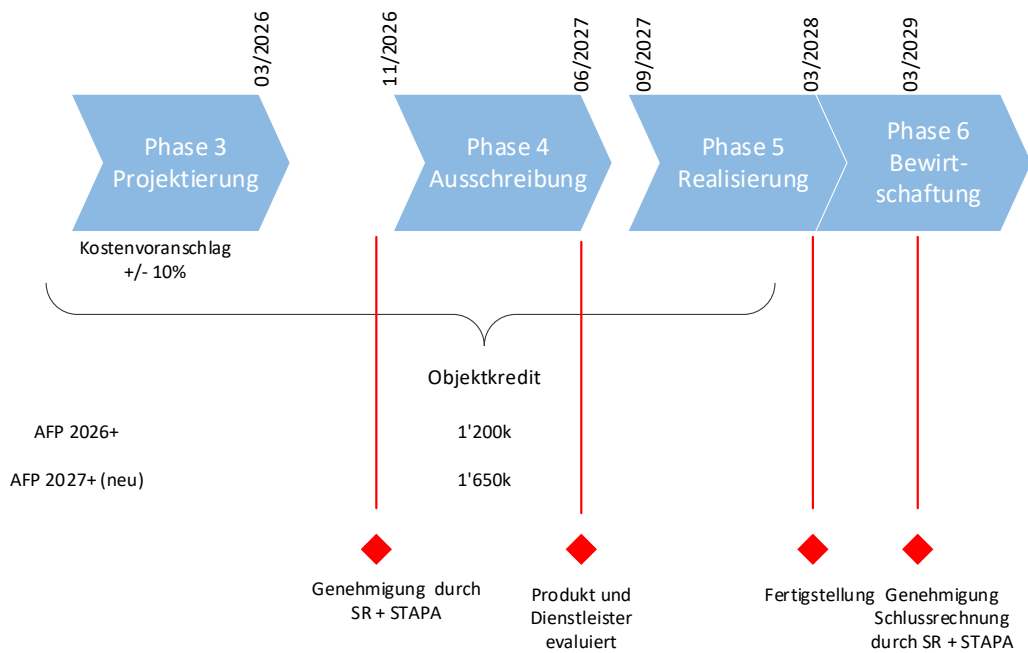 03/2026
11/2026
06/2027
09/2027
03/2028
03/2029
Phase 3
Projektierung
Phase 4
Ausschreibung
Phase 5
Realisierung
Phase 6
Bewirt-
schaftung
Kostenvoranschlag
+/- 10%
Objektkredit
AFP 2026+
1'200k
AFP 2027+ (neu)
1'650k
Genehmigung durch
SR + STAPA
Produkt und
Dienstleister
evaluiert
Fertigstellung
Genehmigung
Schlussrechnung
durch SR + STAPA